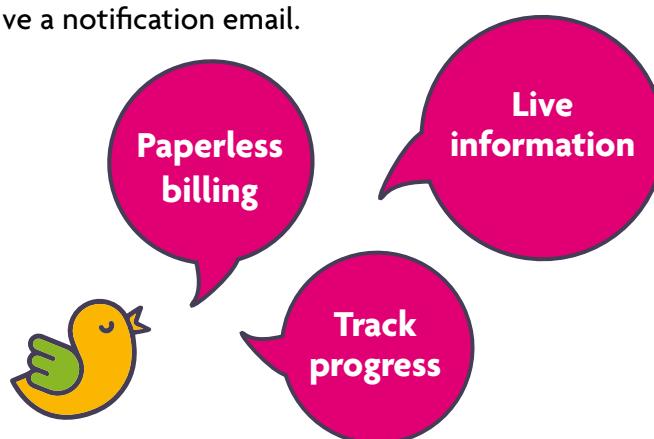 ve a notification email.
Paperless
billing
Live
information
Track
progress